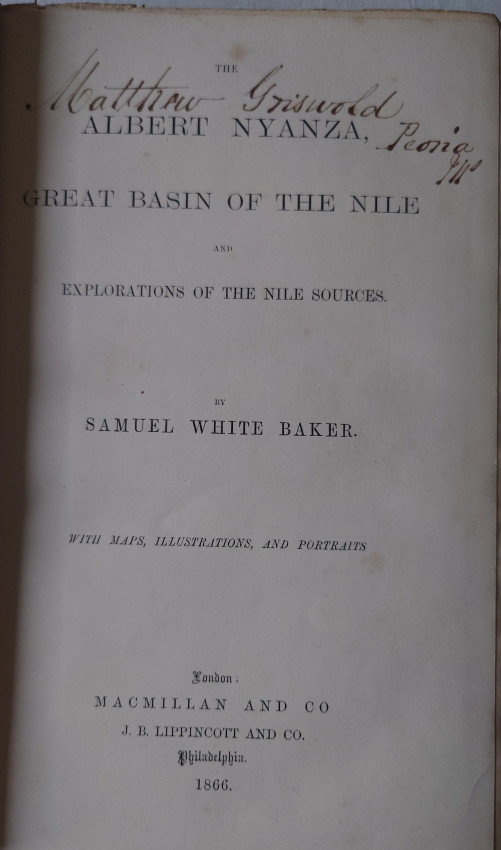 THE
Matthew Griswold
ALBERT NYANZA,
Peoria
Ills
GREAT BASIN OF THE NILE
AND
EXPLORATIONS OF THE NILE SOURCES.
BY
SAMUEL WHITE BAKER.
WITH MAPS, ILLUSTRATIONS, AND PORTRAITS
London:
MACMILLAN AND CO
J. B. LIPPINCOTT AND CO.
Philadelphia.
1866.